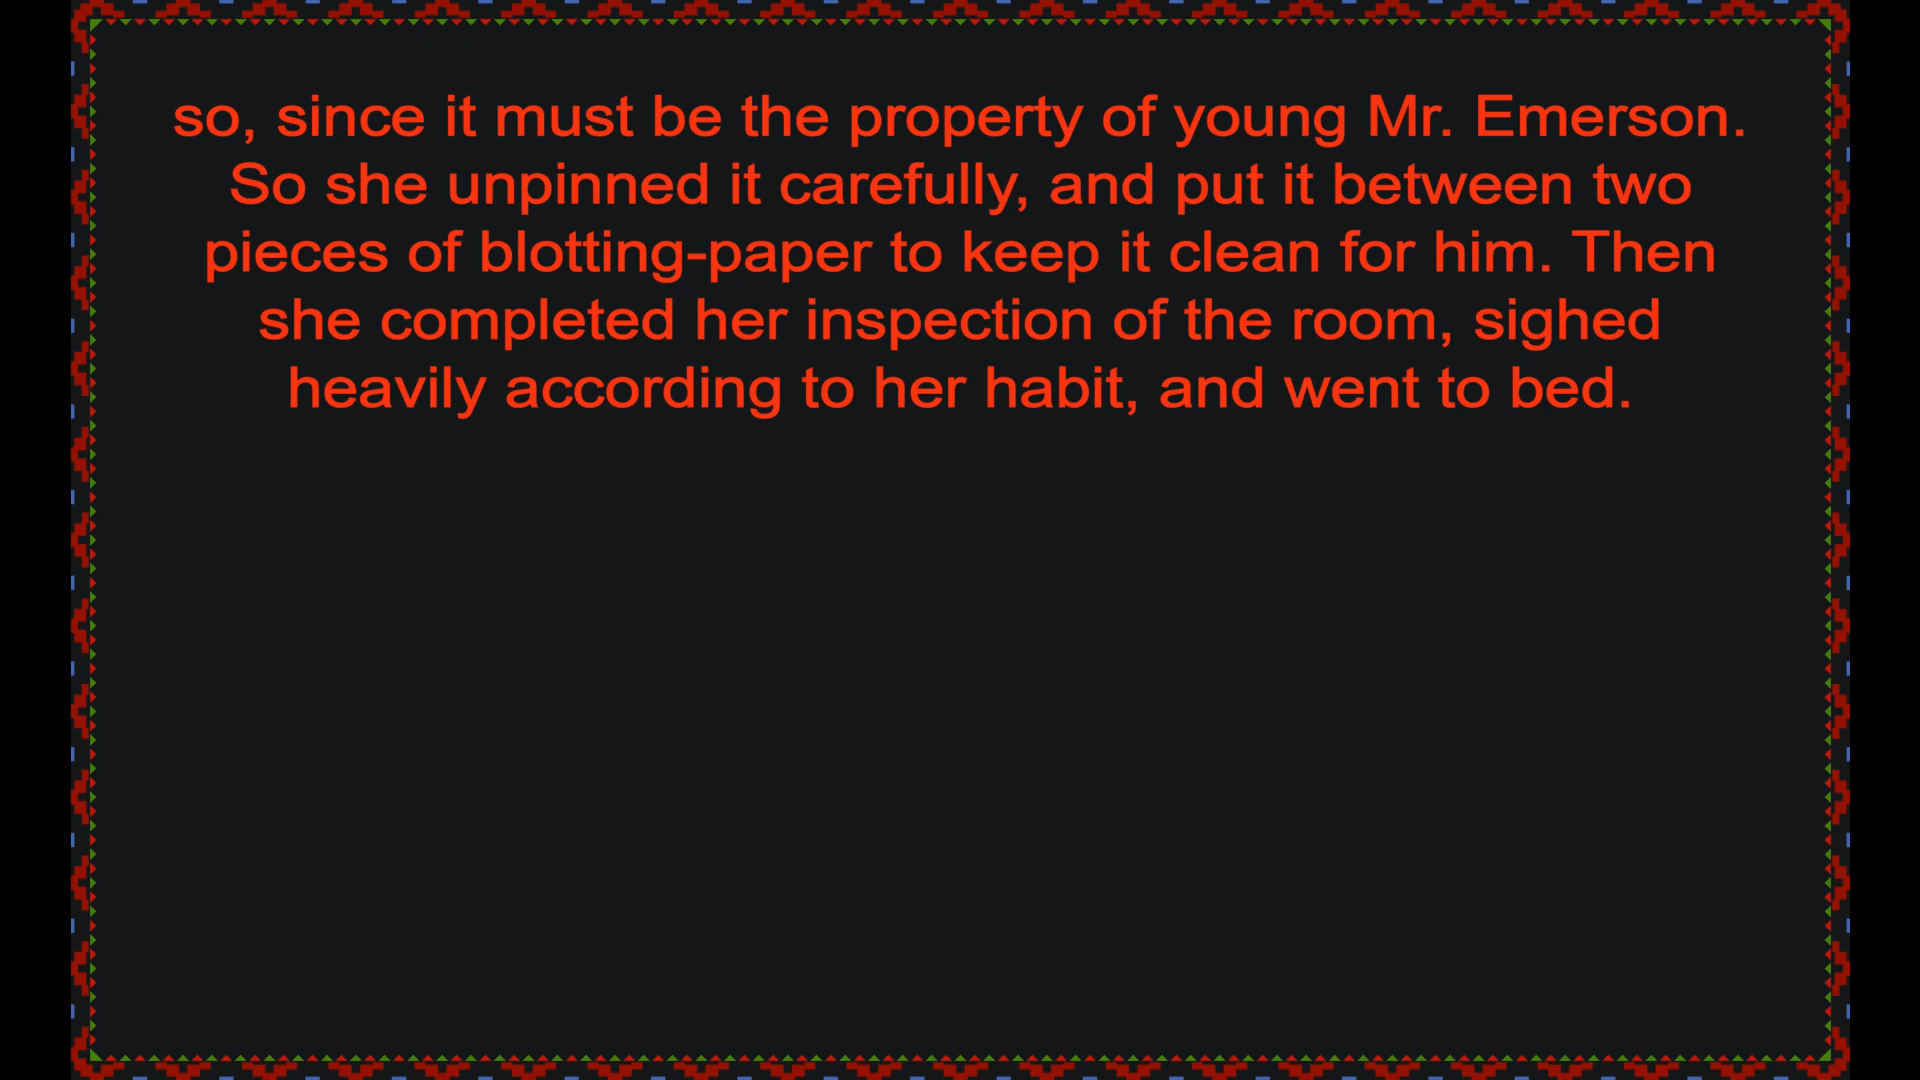 so, since it must be the property of young Mr. Emerson.
So she unpinned it carefully, and put it between two
pieces of blotting-paper to keep it clean for him. Then
she completed her inspection of the room, sighed
heavily according to her habit, and went to bed.